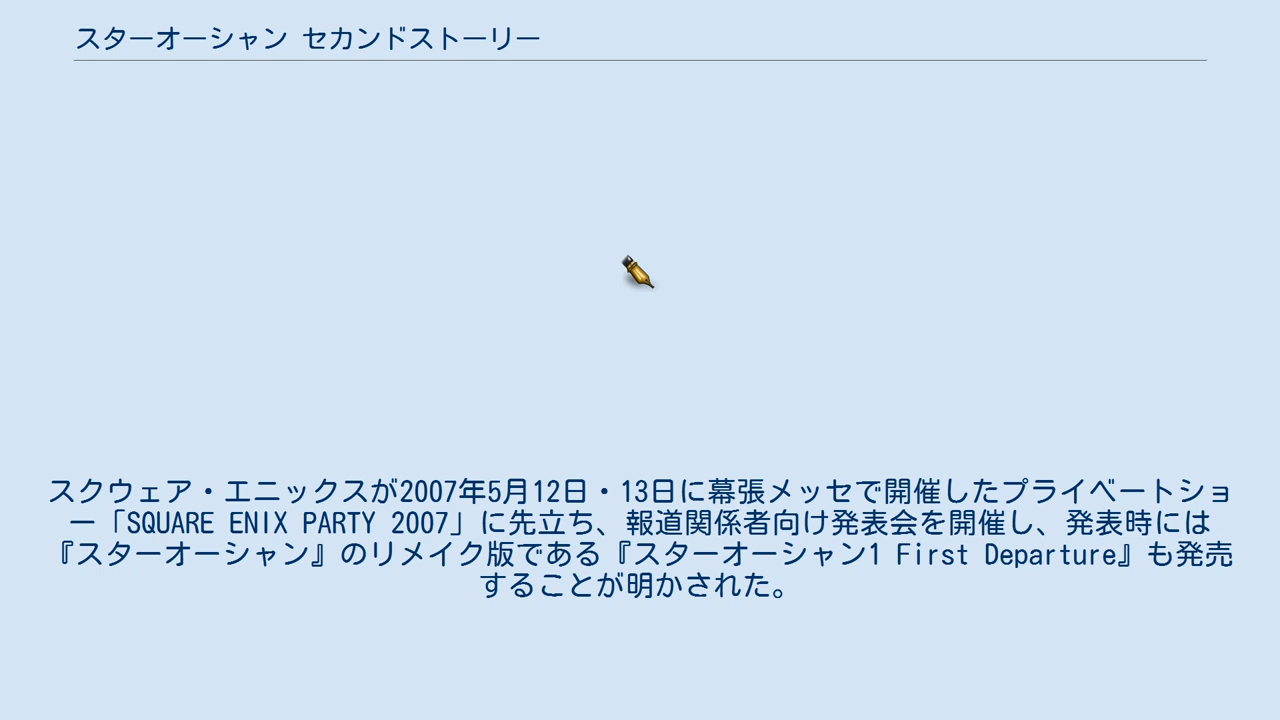 スターオーシャン セカンドストーリー
スクウェア・エニックスが2007年5月12日・13日に幕張メッセで開催したプライベートショ
ー「SQUARE ENIX PARTY 2007」に先立ち、報道関係者向け発表会を開催し、発表時には
『スターオーシャン』のリメイク版である『スターオーシャン1 First Departure』も発売
することが明かされた。